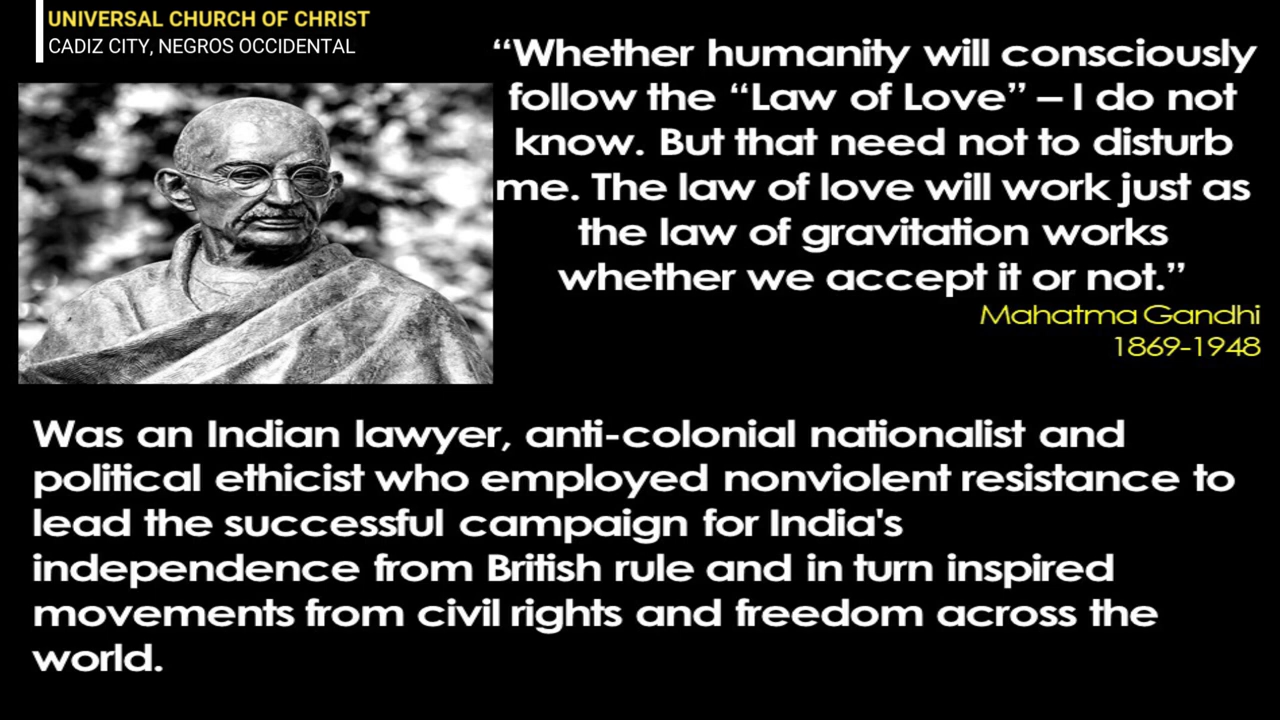 UNIVERSAL CHURCH OF CHRIST
CADIZ CITY, NEGROS OCCIDENTAL
“Whether humanity will consciously
follow the “Law of Love” – I do not
know. But that need not to disturb
me. The law of love will work just as
the law of gravitation works
whether we accept it or not.”
Mahatma Gandhi
1869-1948
Was an Indian lawyer, anti-colonial nationalist and
political ethicist who employed nonviolent resistance to
lead the successful campaign for India's
independence from British rule and in turn inspired
movements from civil rights and freedom across the
world.